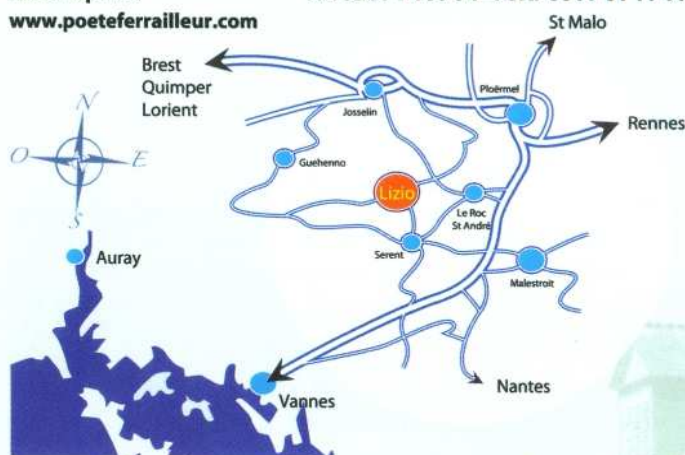 www.poeteferrailleur.com
St Malo
Brest
Quimper
Lorient
Ploërmel
Josselin
Rennes
N
O
E
S
Guehenno
Lizio
Le Roc
St André
Auray
Serent
Malestroit
Vannes
Nantes